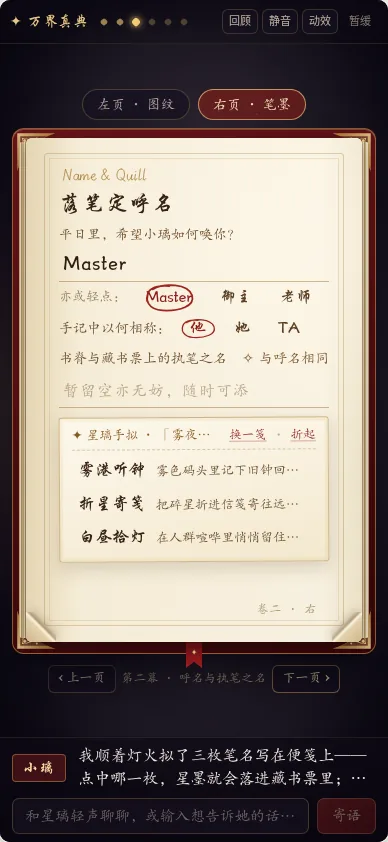 ✦ 万界真典 回顾 静音 动效 暂缓
左页 · 图纹 右页 · 笔墨
Name & Quill
落笔定呼名
平日里，希望小璃如何唤你？
Master
亦或轻点： Master 御主 老师
手记中以何相称： 他 她 TA
书脊与藏书票上的执笔之名 ✧ 与呼名相同
暂留空亦无妨，随时可添
✦ 星璃手拟 · 「雾夜… 换一笺 · 折起
雾港听钟 雾色码头里记下旧钟回…
折星寄笺 把碎星折进信笺寄往远…
白昼拾灯 在人群喧哗里悄悄留住…
卷二 · 右
‹ 上一页 第二幕 · 呼名与执笔之名 下一页 ›
小璃 我顺着灯火拟了三枚笔名写在便笺上——
点中哪一枚，星墨就会落进藏书票里；…
和星璃轻声聊聊，或输入想告诉她的话… 寄语